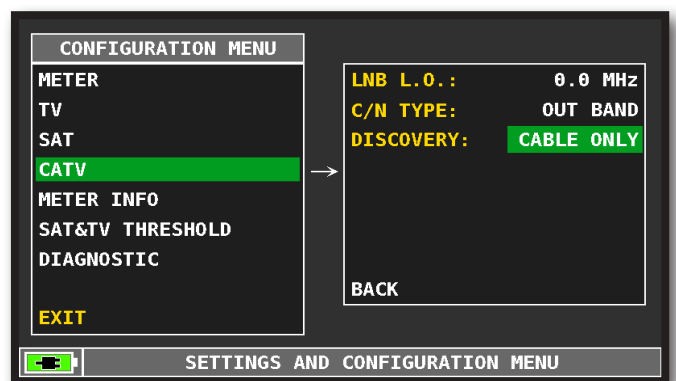 CONFIGURATION MENU
METER
TV
SAT
CATV
METER INFO
SAT&TV THRESHOLD
DIAGNOSTIC
EXIT
LNB L.O.: 0.0 MHz
C/N TYPE: OUT BAND
DISCOVERY: CABLE ONLY
BACK
SETTINGS AND CONFIGURATION MENU